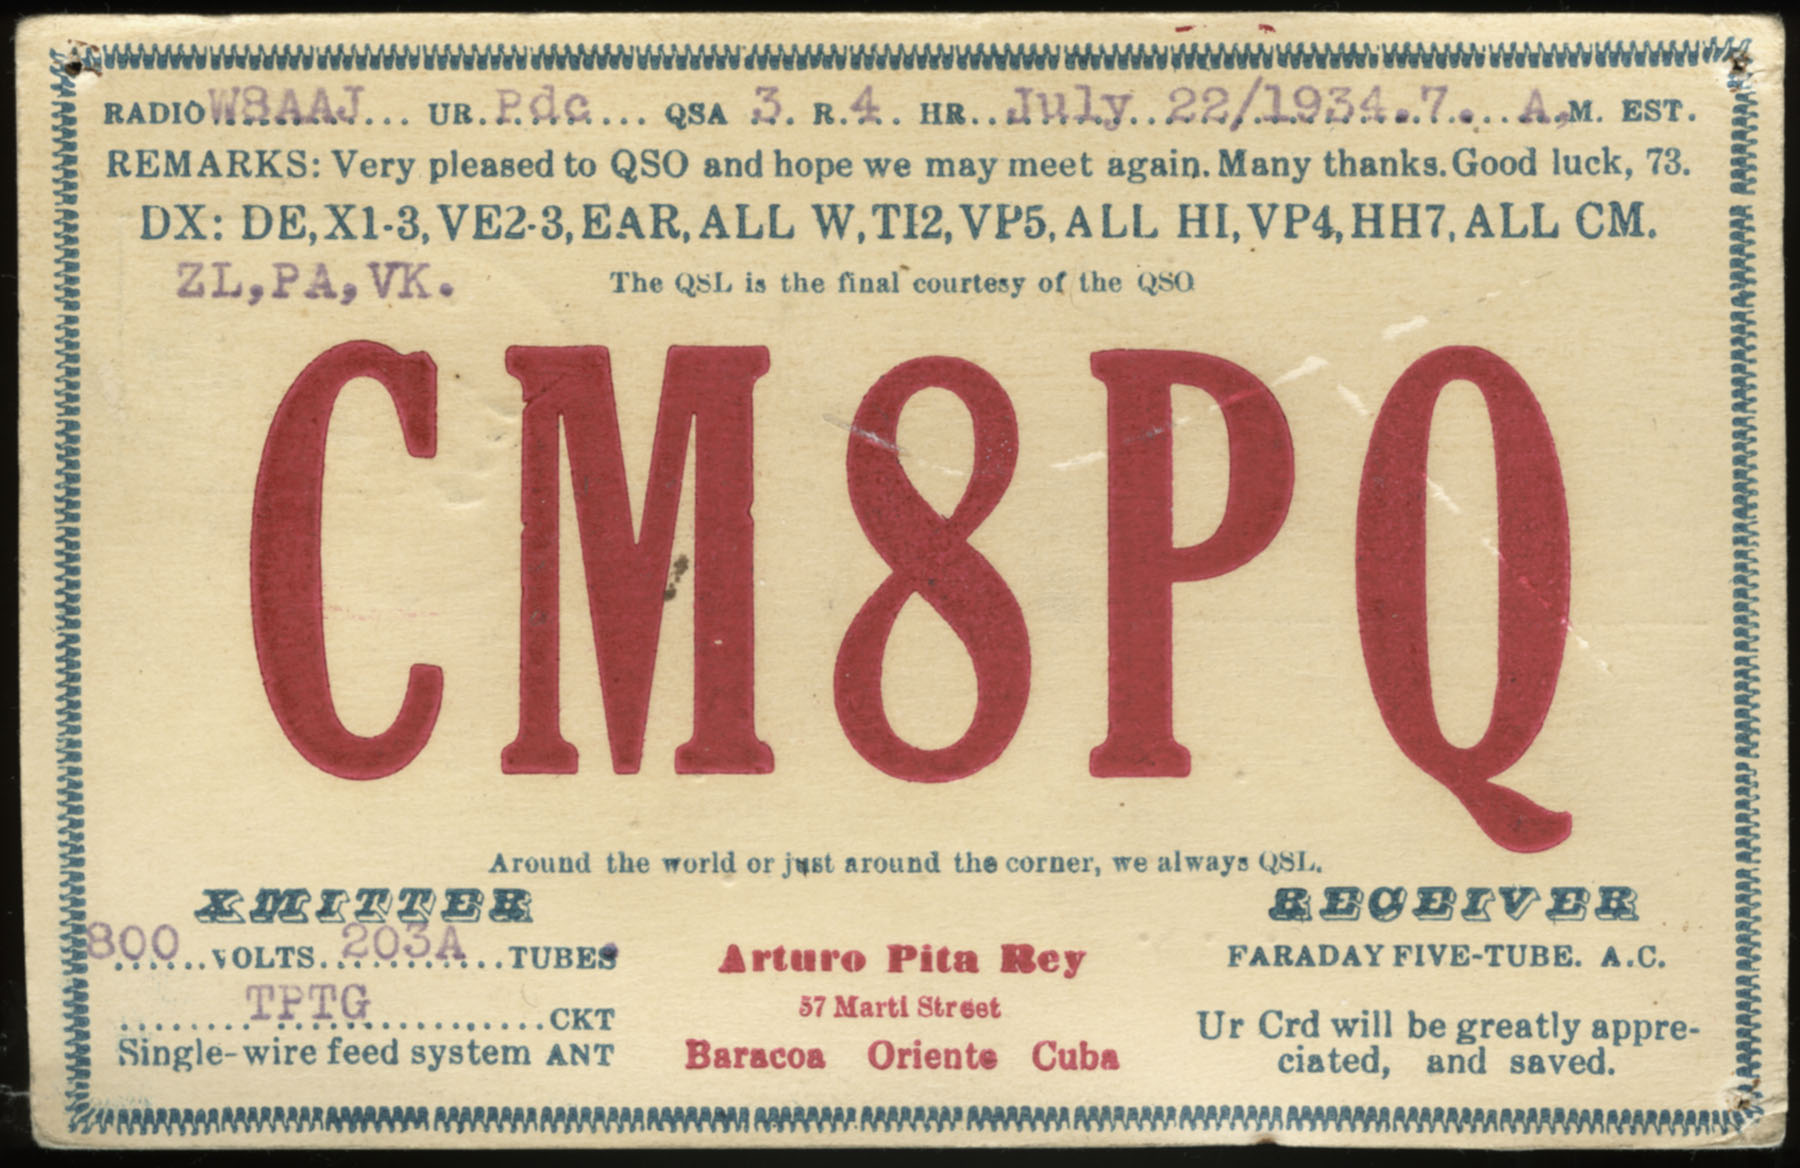 RADIO W8AAJ... UR. Pdc ... QSA 3. R. 4. HR.. July 22/1934.7. A.M. EST.
REMARKS: Very pleased to QSO and hope we may meet again. Many thanks. Good luck, 73.
DX: DE, X1-3, VE2-3, EAR, ALL W, TI2, VP5, ALL HI, VP4, HH7, ALL CM.
ZL, PA, VK.
The QSL is the final courtesy of the QSO
CM8PQ
Around the world or just around the corner, we always QSL.
XMITTER
800 VOLTS 203A TUBES
TPTG CKT
Single-wire feed system ANT
Arturo Pita Rey
57 Marti Street
Baracoa Oriente Cuba
RECEIVER
FARADAY FIVE-TUBE. A.C.
Ur Crd will be greatly appre-
ciated, and saved.